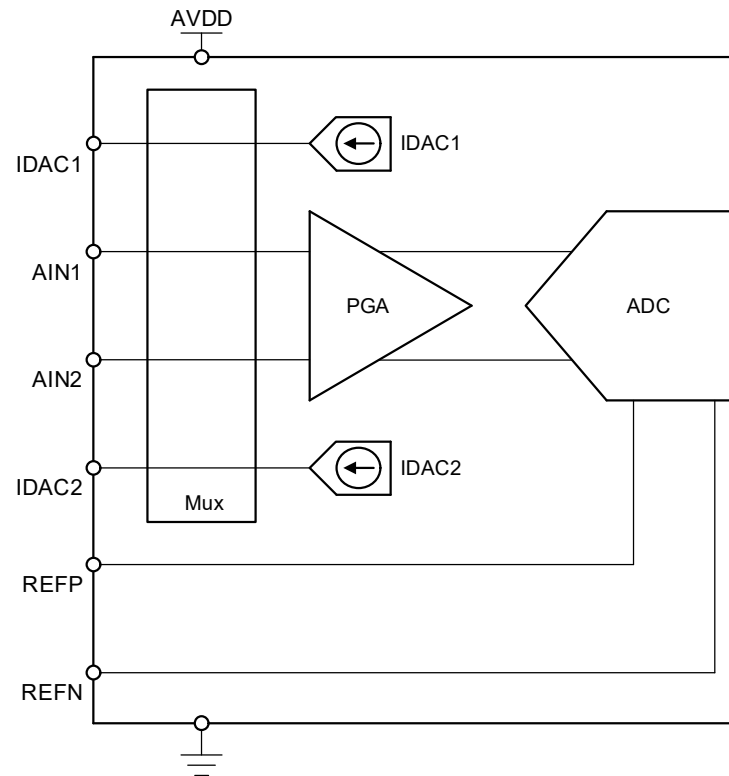 AVDD
IDAC1
IDAC1
AIN1
PGA
ADC
AIN2
IDAC2
IDAC2
Mux
REFP
REFN